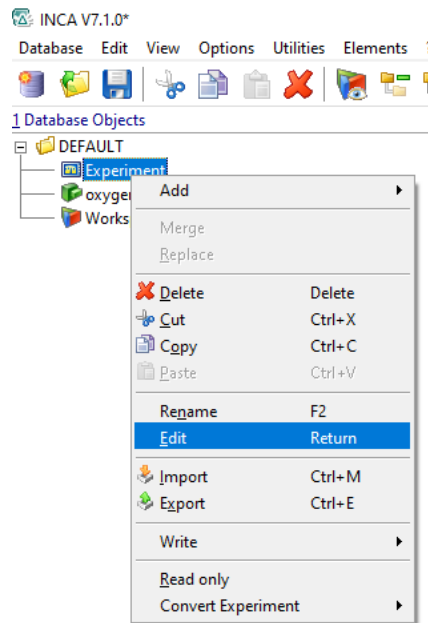 INCA V7.1.0*
Database Edit View Options Utilities Elements ?
1 Database Objects
DEFAULT
Experiment
oxyge
Works
Add
Merge
Replace
Delete Delete
Cut Ctrl+X
Copy Ctrl+C
Paste Ctrl+V
Rename F2
Edit Return
Import Ctrl+M
Export Ctrl+E
Write
Read only
Convert Experiment